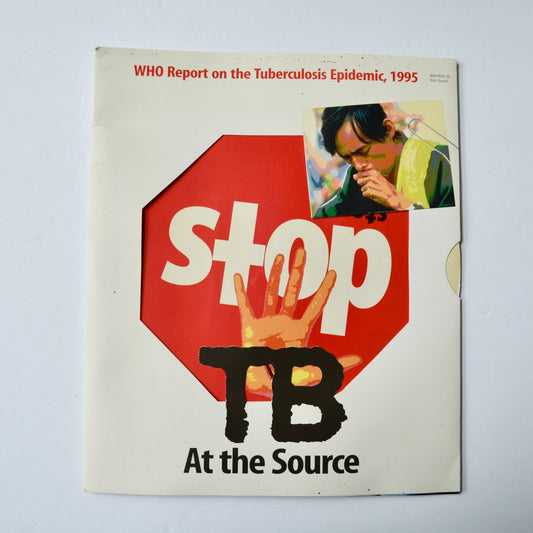 WHO Report on the Tuberculosis Epidemic, 1995
stop
TB
At the Source